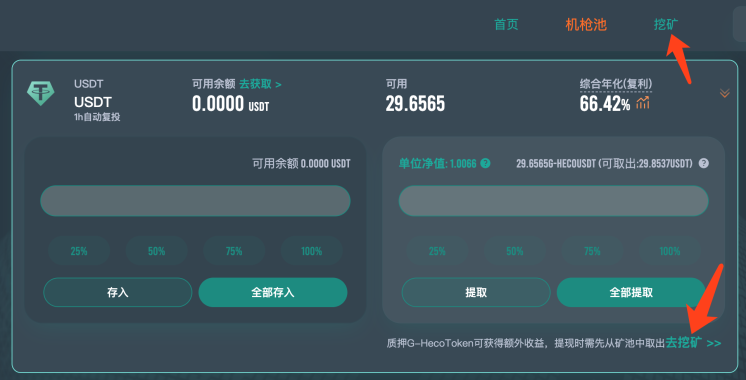 首页 机枪池 挖矿
USDT 可用余额 去获取 > 可用 综合年化(复利)
USDT 0.0000 USDT 29.6565 66.42%
1h自动复投
可用余额 0.0000 USDT
单位净值: 1.0066 ? 29.6565G-HECOUSDT (可取出:29.8537USDT) ?
25% 50% 75% 100% 25% 50% 75% 100%
存入 全部存入 提取 全部提取
质押G-HecoToken可获得额外收益，提现时需先从矿池中取出去挖矿 >>